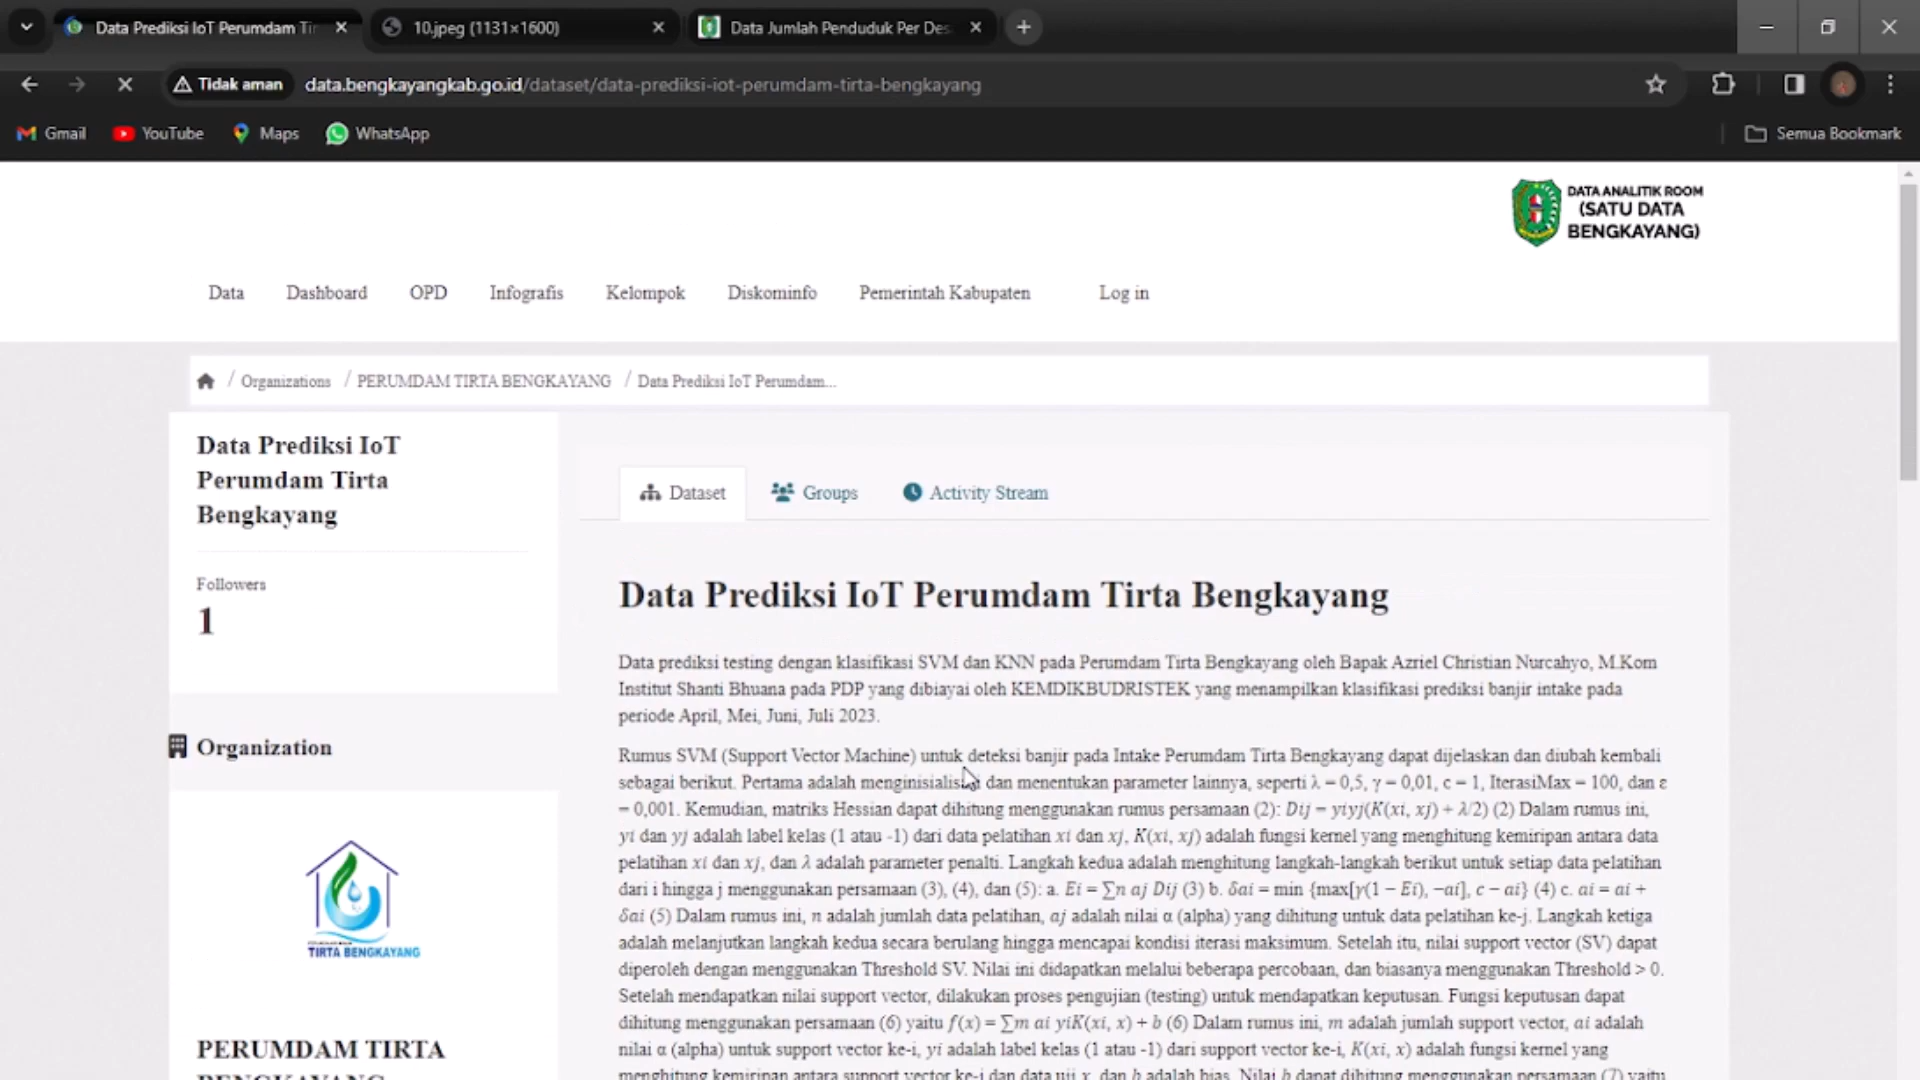 Data Prediksi IoT Perumdam Tir
10.jpeg (1131×1600)
Data Jumlah Penduduk Per Des
Tidak aman
data.bengkayangkab.go.id/dataset/data-prediksi-iot-perumdam-tirta-bengkayang
Gmail
YouTube
Maps
WhatsApp
Semua Bookmark
DATA ANALITIK ROOM
(SATU DATA
BENGKAYANG)
Data
Dashboard
OPD
Infografis
Kelompok
Diskominfo
Pemerintah Kabupaten
Log in
/ Organizations / PERUMDAM TIRTA BENGKAYANG / Data Prediksi IoT Perumdam...
Data Prediksi IoT
Perumdam Tirta
Bengkayang
Followers
1
Organization
TIRTA BENGKAYANG
PERUMDAM TIRTA
BENGKAYANG
Dataset
Groups
Activity Stream
Data Prediksi IoT Perumdam Tirta Bengkayang
Data prediksi testing dengan klasifikasi SVM dan KNN pada Perumdam Tirta Bengkayang oleh Bapak Azriel Christian Nurcahyo, M.Kom
Institut Shanti Bhuana pada PDP yang dibiayai oleh KEMDIKBUDRISTEK yang menampilkan klasifikasi prediksi banjir intake pada
periode April, Mei, Juni, Juli 2023.
Rumus SVM (Support Vector Machine) untuk deteksi banjir pada Intake Perumdam Tirta Bengkayang dapat dijelaskan dan diubah kembali
sebagai berikut. Pertama adalah menginisialisasi dan menentukan parameter lainnya, seperti λ = 0,5, γ = 0,01, c = 1, IterasiMax = 100, dan ε
= 0,001. Kemudian, matriks Hessian dapat dihitung menggunakan rumus persamaan (2): Dij = yiyj(K(xi, xj) + λ/2) (2) Dalam rumus ini,
yi dan yj adalah label kelas (1 atau -1) dari data pelatihan xi dan xj, K(xi, xj) adalah fungsi kernel yang menghitung kemiripan antara data
pelatihan xi dan xj, dan λ adalah parameter penalti. Langkah kedua adalah menghitung langkah-langkah berikut untuk setiap data pelatihan
dari i hingga j menggunakan persamaan (3), (4), dan (5): a. Ei = ∑n aj Dij (3) b. δai = min {max[γ(1 − Ei), −ai], c − ai} (4) c. ai = ai +
δai (5) Dalam rumus ini, n adalah jumlah data pelatihan, aj adalah nilai α (alpha) yang dihitung untuk data pelatihan ke-j. Langkah ketiga
adalah melanjutkan langkah kedua secara berulang hingga mencapai kondisi iterasi maksimum. Setelah itu, nilai support vector (SV) dapat
diperoleh dengan menggunakan Threshold SV. Nilai ini didapatkan melalui beberapa percobaan, dan biasanya menggunakan Threshold > 0.
Setelah mendapatkan nilai support vector, dilakukan proses pengujian (testing) untuk mendapatkan keputusan. Fungsi keputusan dapat
dihitung menggunakan persamaan (6) yaitu f(x) = ∑m ai yiK(xi, x) + b (6) Dalam rumus ini, m adalah jumlah support vector, ai adalah
nilai α (alpha) untuk support vector ke-i, yi adalah label kelas (1 atau -1) dari support vector ke-i, K(xi, x) adalah fungsi kernel yang
menghitung kemiripan antara support vector ke-i dan data uji x, dan b adalah bias. Nilai b dapat dihitung menggunakan persamaan (7) yaitu